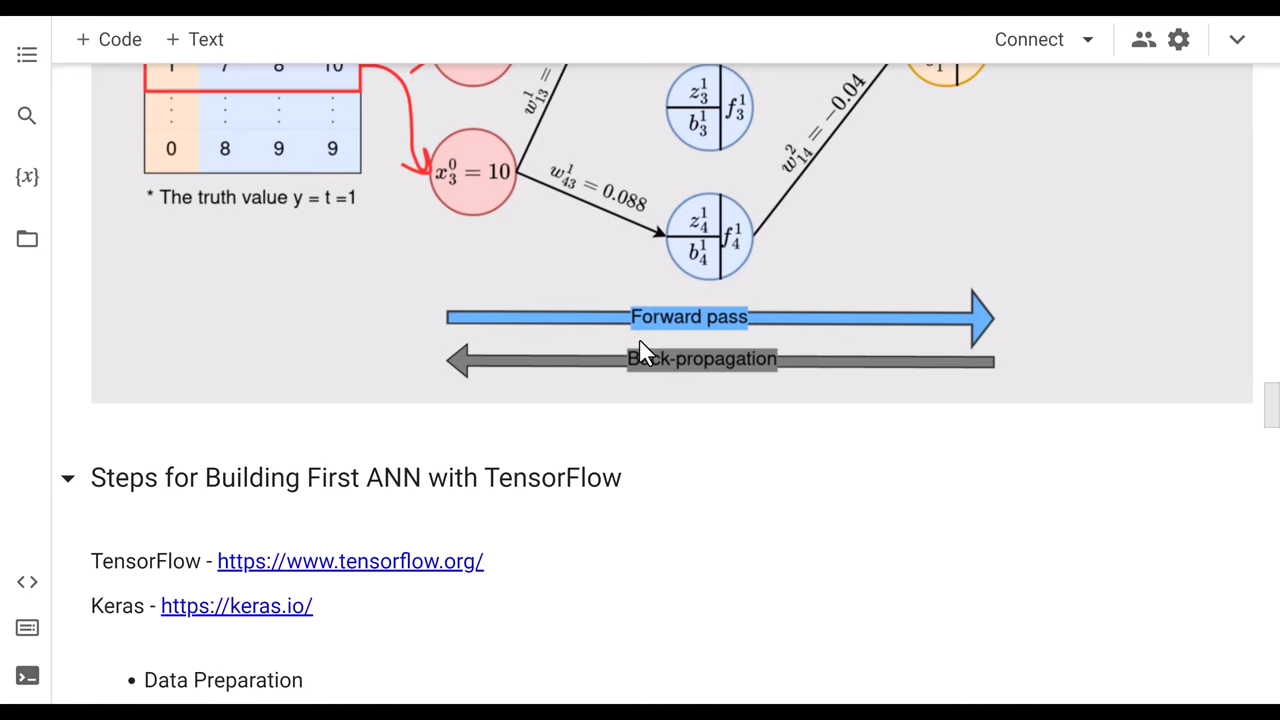 + Code + Text Connect
1 7 8 10
0 8 9 9
* The truth value y = t =1
x₃⁰ = 10
w₁₃¹ =
w₄₃¹ = 0.088
z₃¹ b₃¹ f₃¹
z₄¹ b₄¹ f₄¹
w₁₄² = −0.04
Forward pass
Back-propagation
Steps for Building First ANN with TensorFlow
TensorFlow - https://www.tensorflow.org/
Keras - https://keras.io/
• Data Preparation